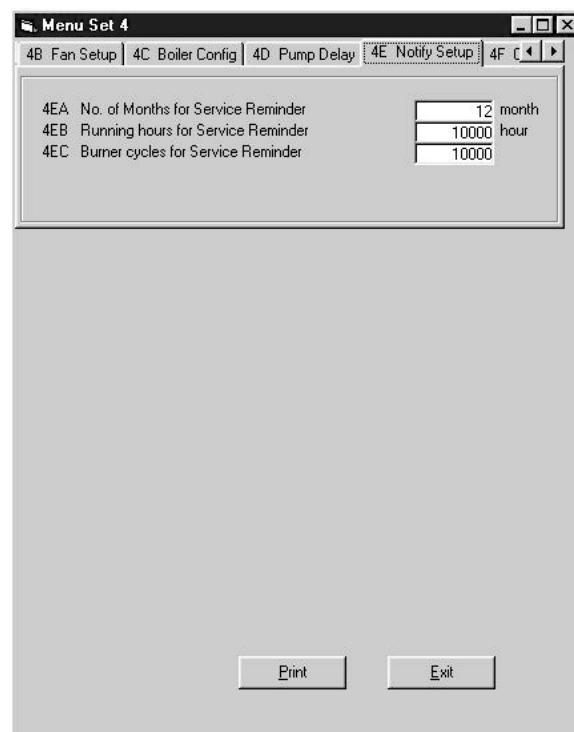 Menu Set 4
4B Fan Setup 4C Boiler Config 4D Pump Delay 4E Notify Setup 4F
4EA No. of Months for Service Reminder 12 month
4EB Running hours for Service Reminder 10000 hour
4EC Burner cycles for Service Reminder 10000
Print Exit